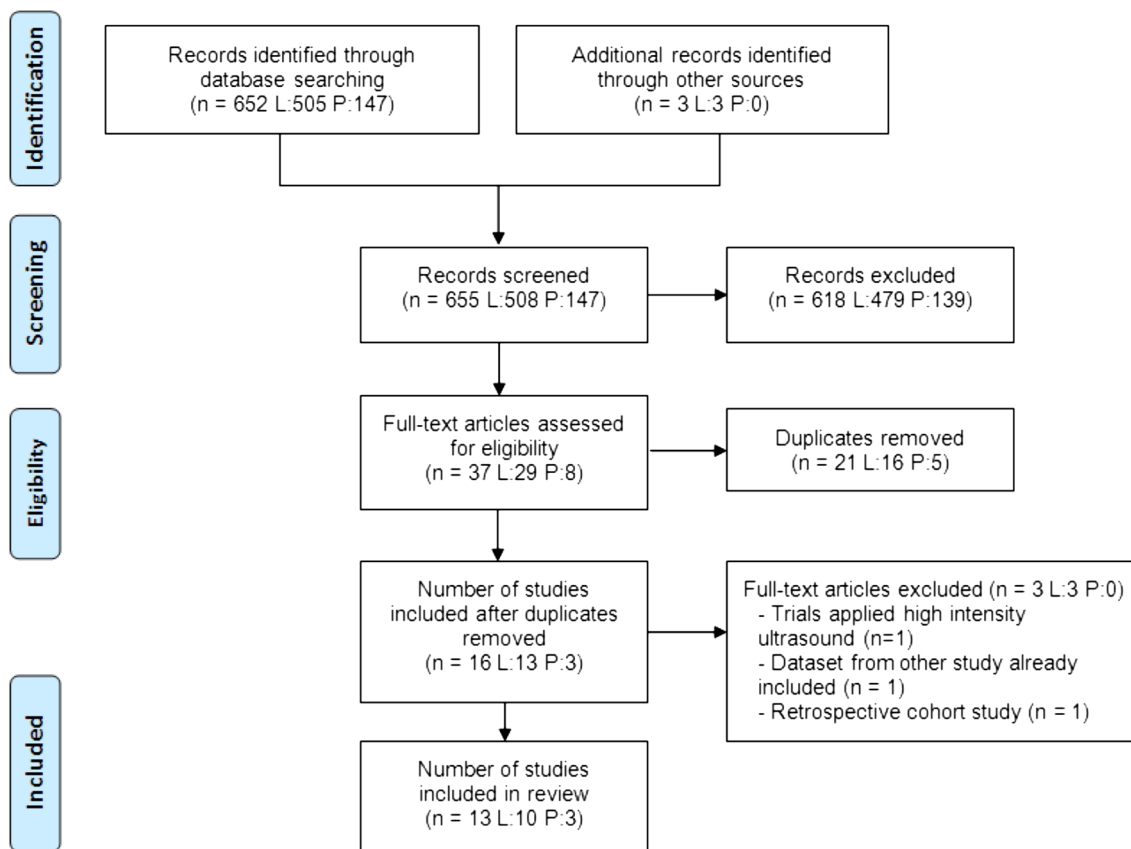 Identification
Records identified through
database searching
(n = 652 L:505 P:147)
Additional records identified
through other sources
(n = 3 L:3 P:0)
Screening
Records screened
(n = 655 L:508 P:147)
Records excluded
(n = 618 L:479 P:139)
Eligibility
Full-text articles assessed
for eligibility
(n = 37 L:29 P:8)
Duplicates removed
(n = 21 L:16 P:5)
Number of studies
included after duplicates
removed
(n = 16 L:13 P:3)
Full-text articles excluded (n = 3 L:3 P:0)
- Trials applied high intensity
ultrasound (n=1)
- Dataset from other study already
included (n = 1)
- Retrospective cohort study (n = 1)
Included
Number of studies
included in review
(n = 13 L:10 P:3)